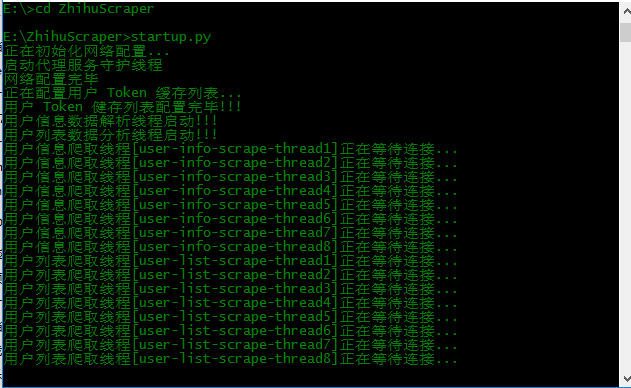 E:\>cd ZhihuScraper
E:\ZhihuScraper>startup.py
正在初始化网络配置...
启动代理服务守护线程
网络配置完毕
正在配置用户 Token 缓存列表...
用户 Token 健存列表配置完毕!!!
用户信息数据解析线程启动!!!
用户列表数据分析线程启动!!!
用户信息爬取线程[user-info-scrape-thread1]正在等待连接...
用户信息爬取线程[user-info-scrape-thread2]正在等待连接...
用户信息爬取线程[user-info-scrape-thread3]正在等待连接...
用户信息爬取线程[user-info-scrape-thread4]正在等待连接...
用户信息爬取线程[user-info-scrape-thread5]正在等待连接...
用户信息爬取线程[user-info-scrape-thread6]正在等待连接...
用户信息爬取线程[user-info-scrape-thread7]正在等待连接...
用户信息爬取线程[user-info-scrape-thread8]正在等待连接...
用户列表爬取线程[user-list-scrape-thread1]正在等待连接...
用户列表爬取线程[user-list-scrape-thread2]正在等待连接...
用户列表爬取线程[user-list-scrape-thread3]正在等待连接...
用户列表爬取线程[user-list-scrape-thread4]正在等待连接...
用户列表爬取线程[user-list-scrape-thread5]正在等待连接...
用户列表爬取线程[user-list-scrape-thread6]正在等待连接...
用户列表爬取线程[user-list-scrape-thread7]正在等待连接...
用户列表爬取线程[user-list-scrape-thread8]正在等待连接...